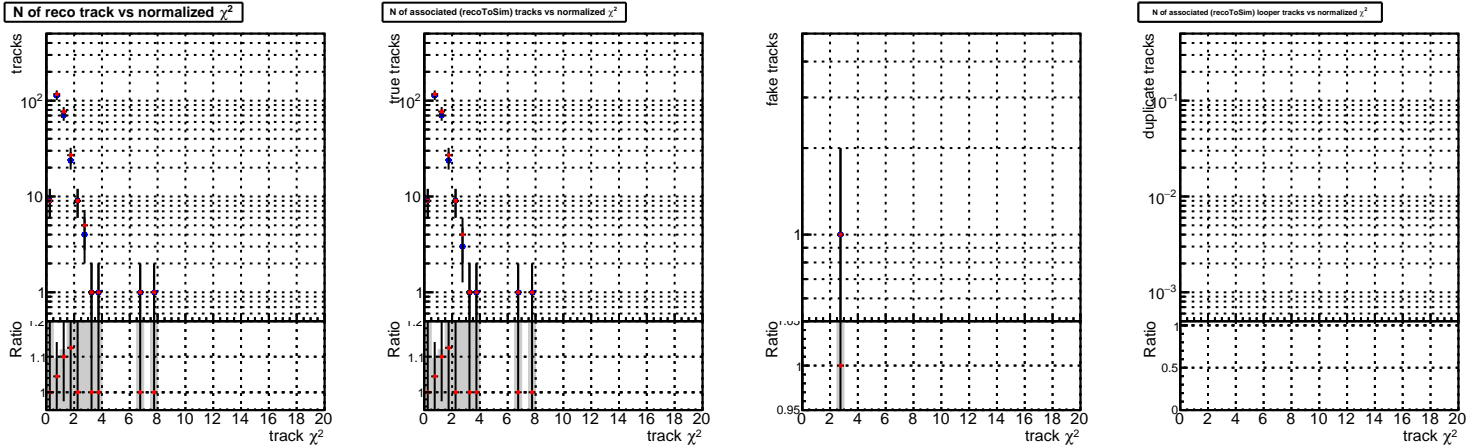 N of reco track vs normalized χ²
tracks
10²
10
1
Ratio
1.2
1.1
1
0 2 4 6 8 10 12 14 16 18 20
track χ²
N of associated (recoToSim) tracks vs normalized χ²
true tracks
10²
10
1
Ratio
1.2
1.1
1
0 2 4 6 8 10 12 14 16 18 20
track χ²
fake tracks
1
Ratio
1.05
1
0.95
0 2 4 6 8 10 12 14 16 18 20
track χ²
N of associated (recoToSim) looper tracks vs normalized χ²
duplicate tracks
10⁻¹
10⁻²
10⁻³
Ratio
1
0.5
0
0 2 4 6 8 10 12 14 16 18 20
track χ²